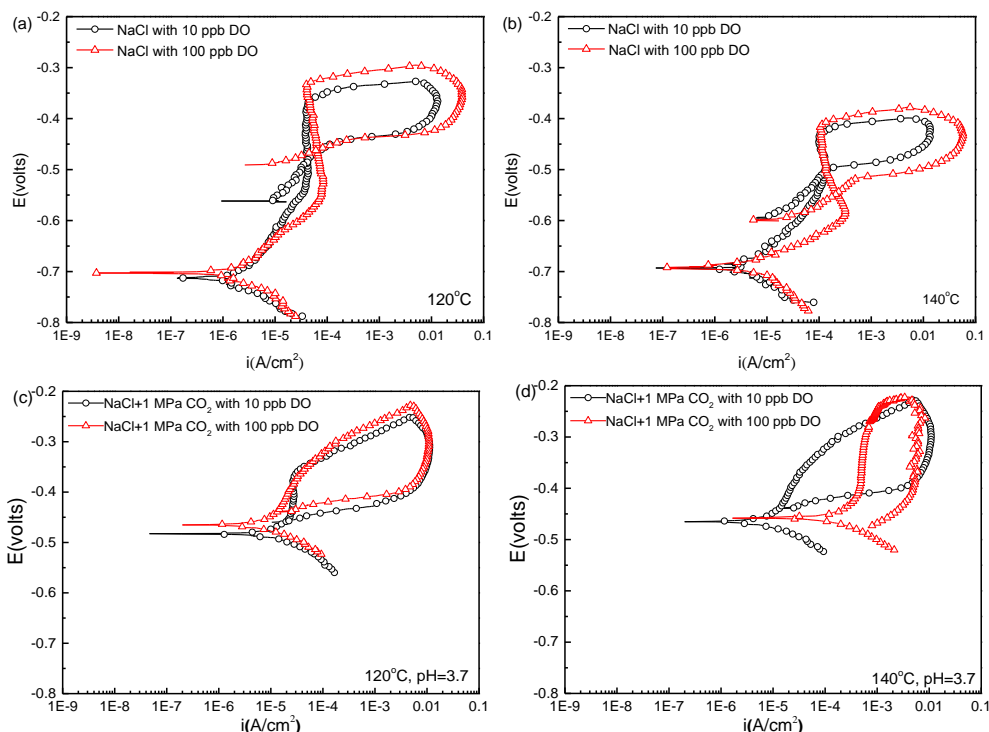 (a)
NaCl with 10 ppb DO
NaCl with 100 ppb DO
-0.2
-0.3
-0.4
-0.5
-0.6
-0.7
-0.8
E(volts)
120°C
1E-9 1E-8 1E-7 1E-6 1E-5 1E-4 1E-3 0.01 0.1
i(A/cm²)
(b)
NaCl with 10 ppb DO
NaCl with 100 ppb DO
-0.2
-0.3
-0.4
-0.5
-0.6
-0.7
-0.8
E(volts)
140°C
1E-9 1E-8 1E-7 1E-6 1E-5 1E-4 1E-3 0.01 0.1
i(A/cm²)
(c)
NaCl+1 MPa CO₂ with 10 ppb DO
NaCl+1 MPa CO₂ with 100 ppb DO
-0.2
-0.3
-0.4
-0.5
-0.6
-0.7
-0.8
E(volts)
120°C, pH=3.7
1E-9 1E-8 1E-7 1E-6 1E-5 1E-4 1E-3 0.01 0.1
i(A/cm²)
(d)
NaCl+1 MPa CO₂ with 10 ppb DO
NaCl+1 MPa CO₂ with 100 ppb DO
-0.2
-0.3
-0.4
-0.5
-0.6
-0.7
-0.8
E(volts)
140°C, pH=3.7
1E-9 1E-8 1E-7 1E-6 1E-5 1E-4 1E-3 0.01 0.1
i(A/cm²)